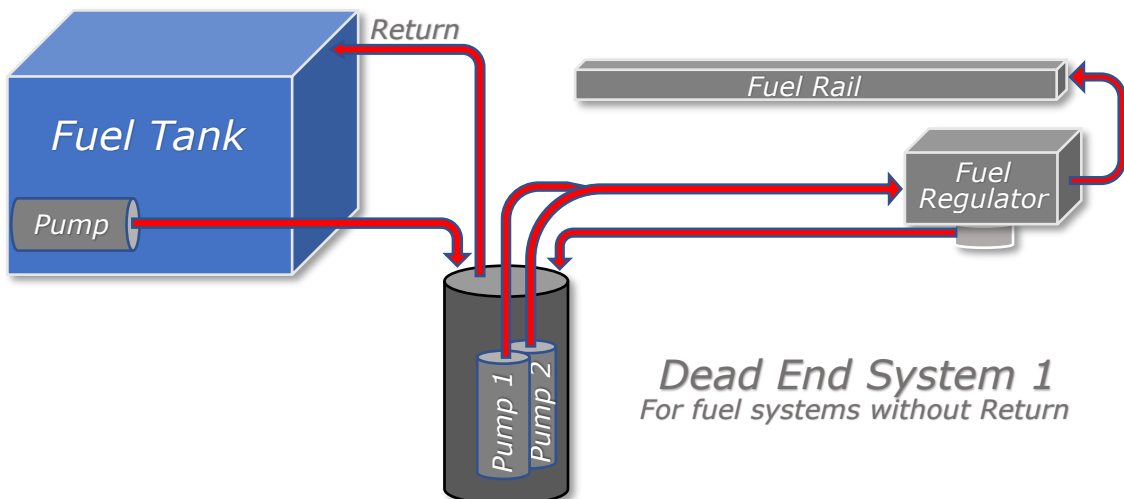 Return
Fuel Rail
Fuel Tank
Fuel
Regulator
Pump
Pump 1
Pump 2
Dead End System 1
For fuel systems without Return